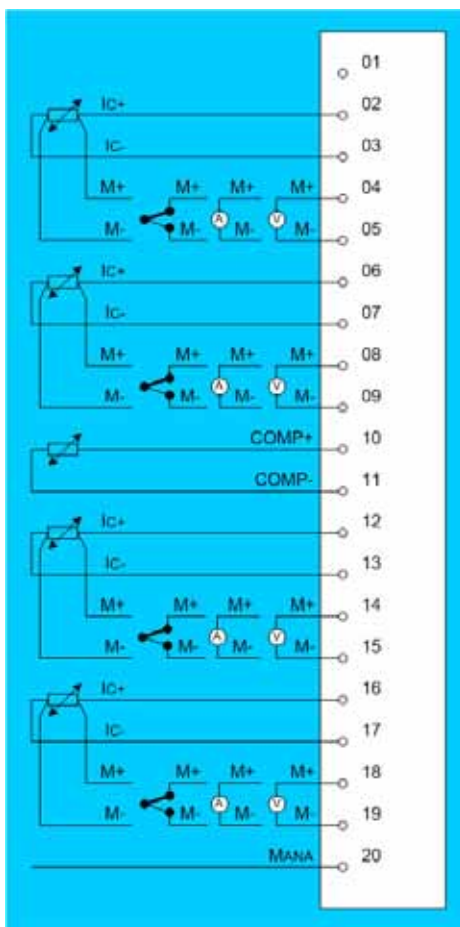 01
IC+ 02
IC- 03
M+ M+ M+ M+ 04
A V
M- M- M- M- 05
IC+ 06
IC- 07
M+ M+ M+ M+ 08
A V
M- M- M- M- 09
COMP+ 10
COMP- 11
IC+ 12
IC- 13
M+ M+ M+ M+ 14
A V
M- M- M- M- 15
IC+ 16
IC- 17
M+ M+ M+ M+ 18
A V
M- M- M- M- 19
MANA 20